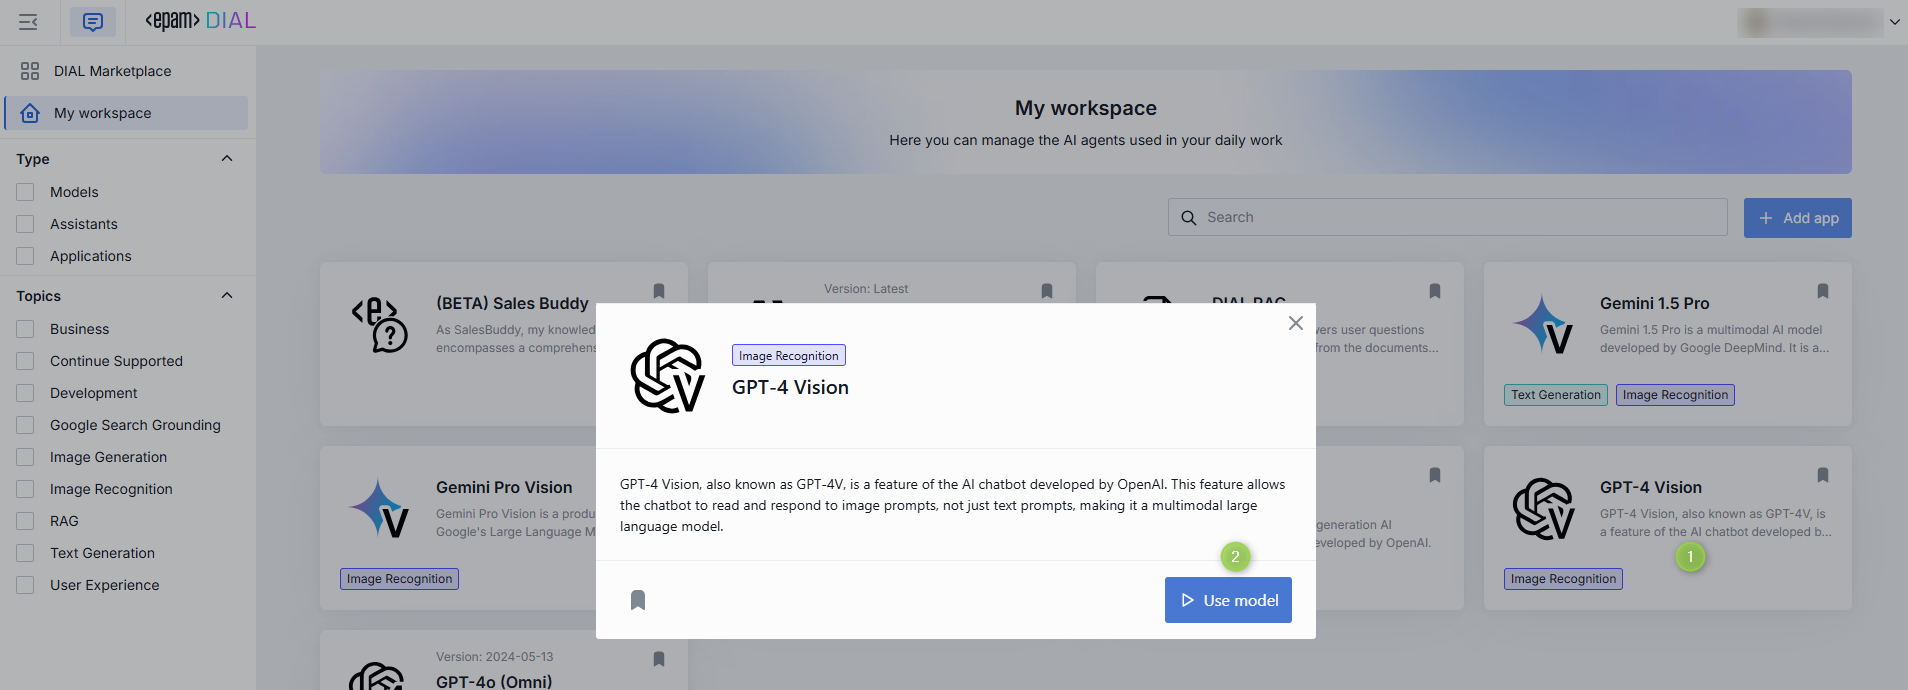 <epam> DIAL
DIAL Marketplace
My workspace
Type
Models
Assistants
Applications
Topics
Business
Continue Supported
Development
Google Search Grounding
Image Generation
Image Recognition
RAG
Text Generation
User Experience
My workspace
Here you can manage the AI agents used in your daily work
Search
Add app
<e>?
(BETA) Sales Buddy
As SalesBuddy, my knowled
encompasses a comprehens
Version: Latest
DIAL RAG
vers user questions
from the documents...
V
Gemini 1.5 Pro
Gemini 1.5 Pro is a multimodal AI model
developed by Google DeepMind. It is a...
Text Generation
Image Recognition
V
Gemini Pro Vision
Gemini Pro Vision is a produ
Google's Large Language M
Image Recognition
generation AI
eveloped by OpenAI.
V
GPT-4 Vision
GPT-4 Vision, also known as GPT-4V, is
a feature of the AI chatbot developed b...
1
Image Recognition
Version: 2024-05-13
GPT-4o (Omni)
V
Image Recognition
GPT-4 Vision
GPT-4 Vision, also known as GPT-4V, is a feature of the AI chatbot developed by OpenAI. This feature allows
the chatbot to read and respond to image prompts, not just text prompts, making it a multimodal large
language model.
2
Use model